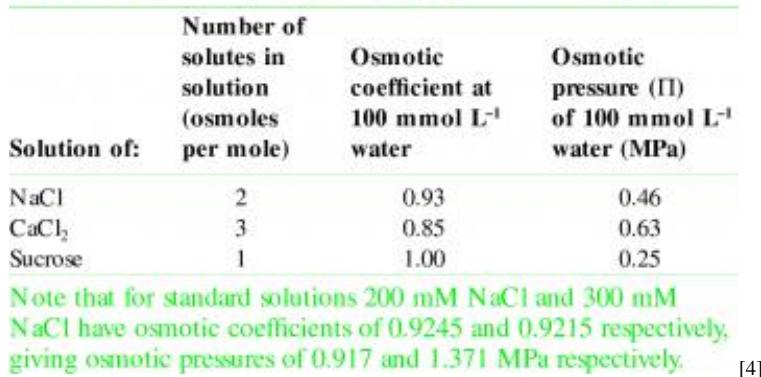 Number of
solutes in Osmotic Osmotic
solution coefficient at pressure (Π)
(osmoles 100 mmol L⁻¹ of 100 mmol L⁻¹
Solution of: per mole) water water (MPa)
NaCl 2 0.93 0.46
CaCl₂ 3 0.85 0.63
Sucrose 1 1.00 0.25
Note that for standard solutions 200 mM NaCl and 300 mM
NaCl have osmotic coefficients of 0.9245 and 0.9215 respectively,
giving osmotic pressures of 0.917 and 1.371 MPa respectively.
[4]